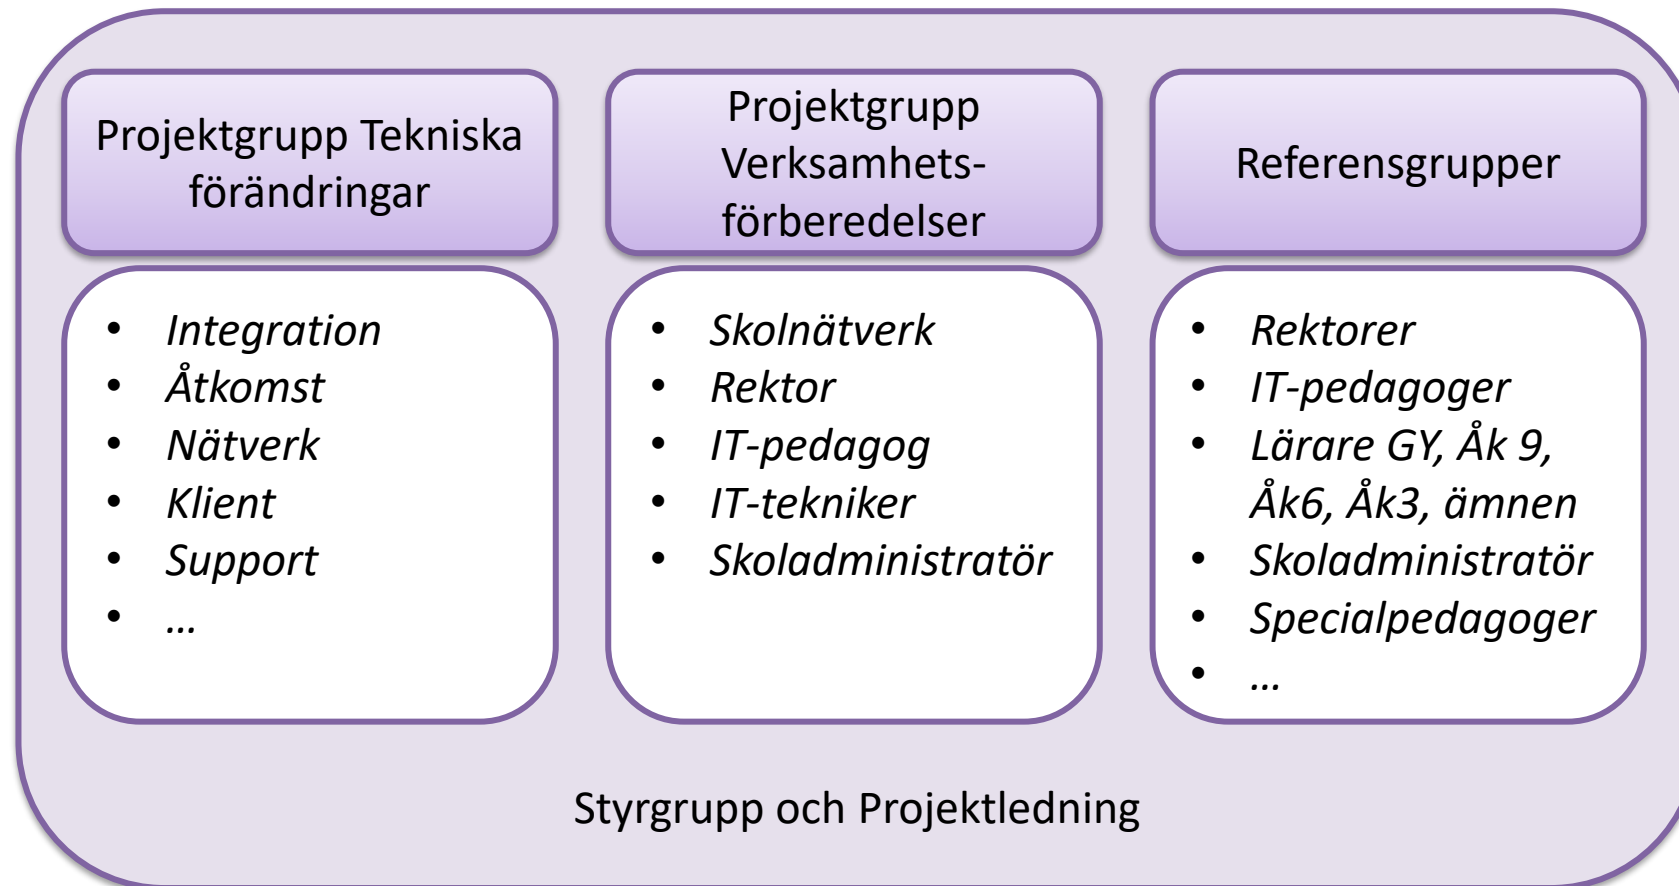 Projektgrupp Tekniska
förändringar
• Integration
• Åtkomst
• Nätverk
• Klient
• Support
• ...
Projektgrupp
Verksamhets-
förberedelser
• Skolnätverk
• Rektor
• IT-pedagog
• IT-tekniker
• Skoladministratör
Referensgrupper
• Rektorer
• IT-pedagoger
• Lärare GY, Åk 9,
Åk6, Åk3, ämnen
• Skoladministratör
• Specialpedagoger
• ...
Styrgrupp och Projektledning